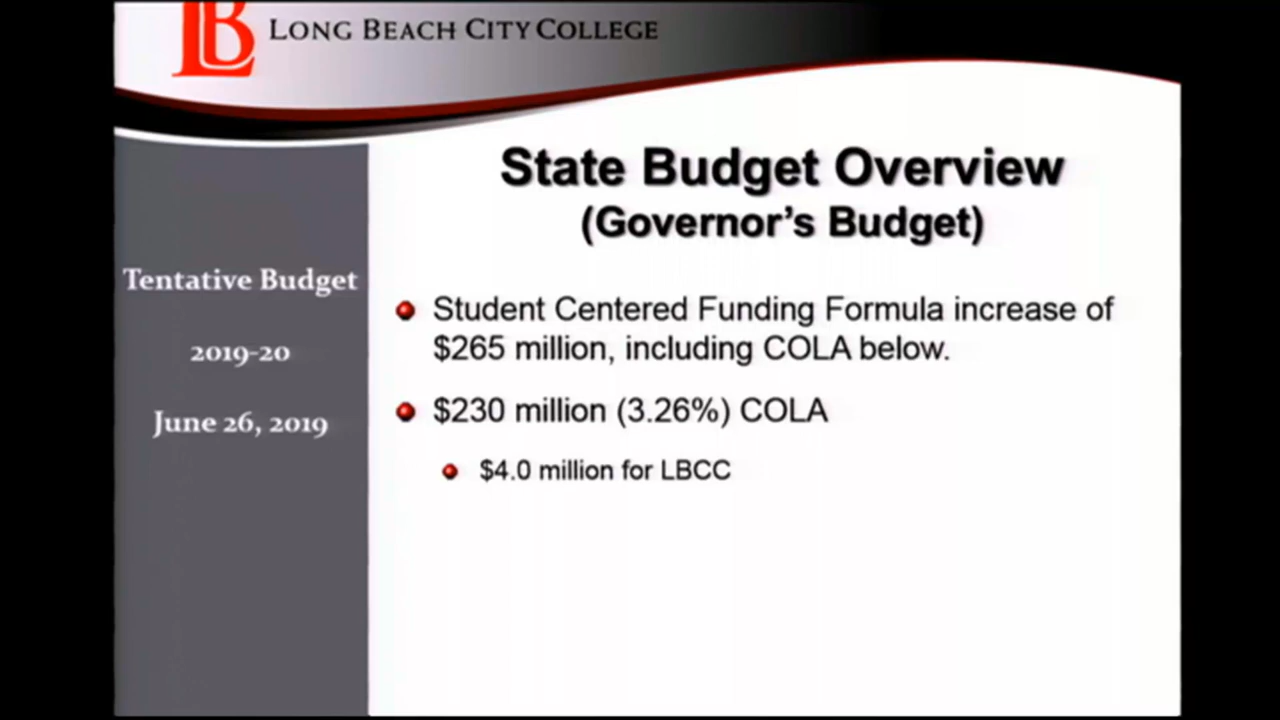 LB
LONG BEACH CITY COLLEGE
State Budget Overview
(Governor's Budget)
Tentative Budget
2019-20
June 26, 2019
Student Centered Funding Formula increase of
$265 million, including COLA below.
$230 million (3.26%) COLA
$4.0 million for LBCC